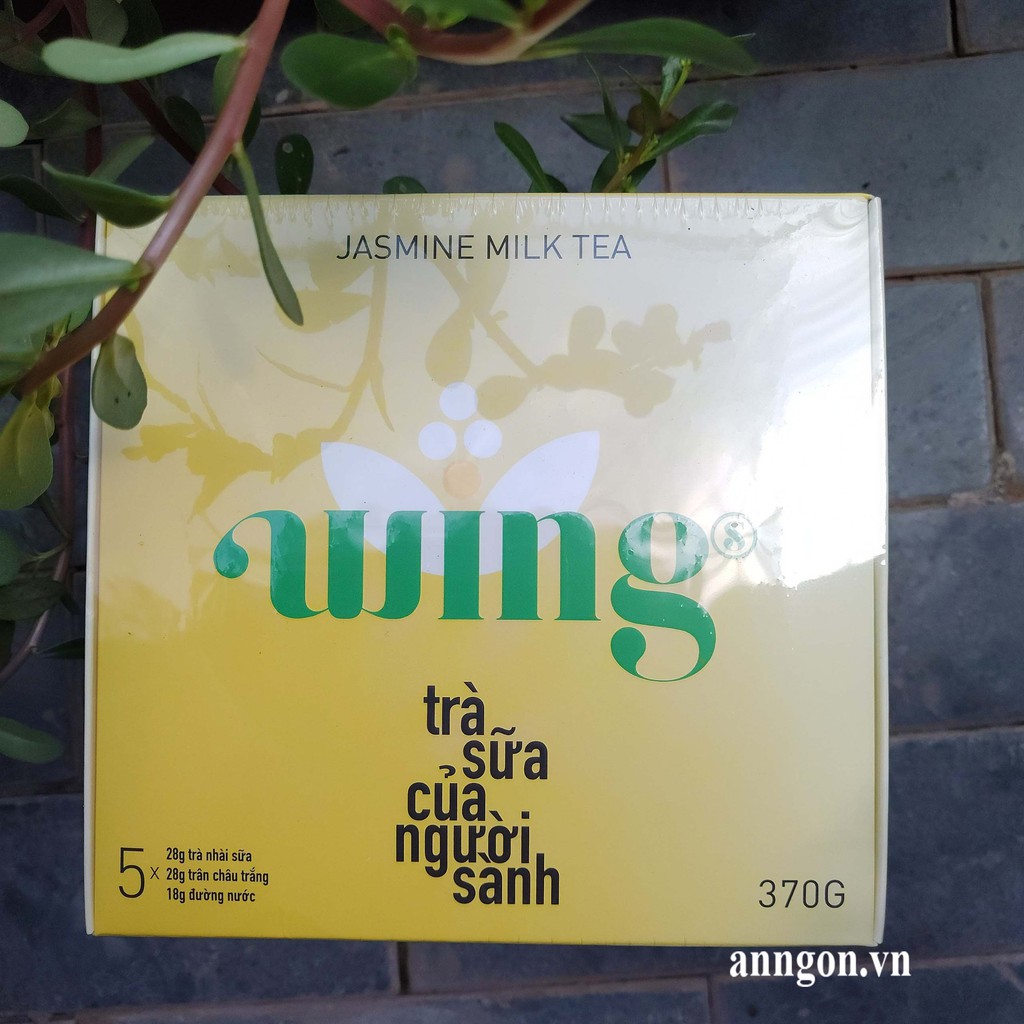 JASMINE MILK TEA
wing®
trà
sữa
của
người
sành
5 x
28g trà nhài sữa
28g trân châu trắng
18g đường nước
370G
anngon.vn